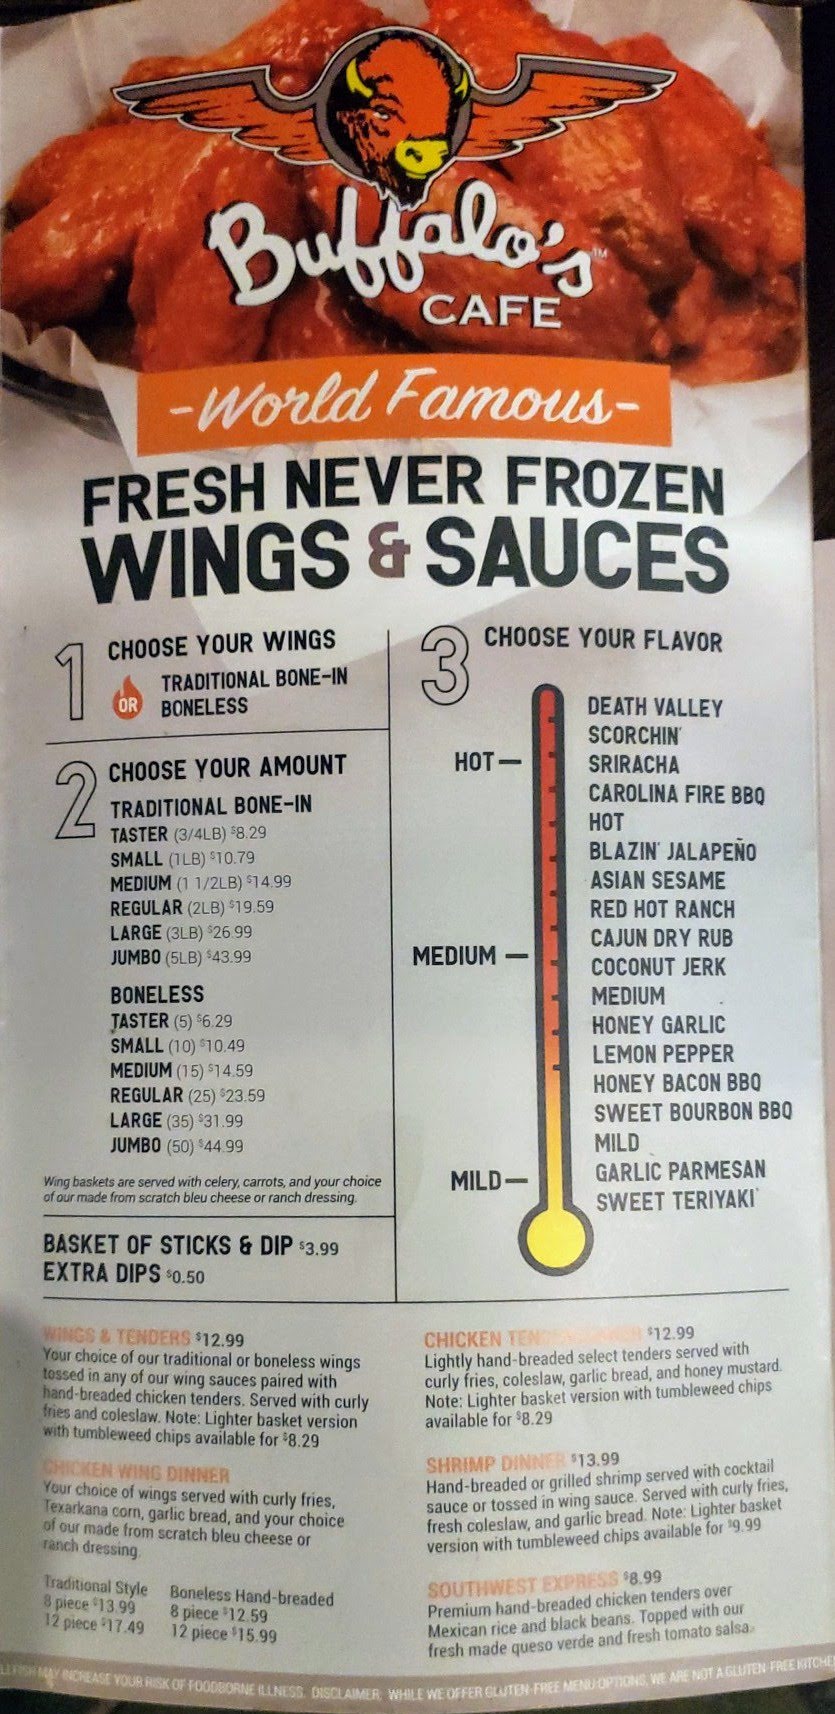 Buffalo's™
CAFE
-World Famous-
FRESH NEVER FROZEN
WINGS & SAUCES
1 CHOOSE YOUR WINGS
TRADITIONAL BONE-IN
OR BONELESS
2 CHOOSE YOUR AMOUNT
TRADITIONAL BONE-IN
TASTER (3/4LB) $8.29
SMALL (1LB) $10.79
MEDIUM (1 1/2LB) $14.99
REGULAR (2LB) $19.59
LARGE (3LB) $26.99
JUMBO (5LB) $43.99
BONELESS
TASTER (5) $6.29
SMALL (10) $10.49
MEDIUM (15) $14.59
REGULAR (25) $23.59
LARGE (35) $31.99
JUMBO (50) $44.99
Wing baskets are served with celery, carrots, and your choice
of our made from scratch bleu cheese or ranch dressing.
BASKET OF STICKS & DIP $3.99
EXTRA DIPS $0.50
3 CHOOSE YOUR FLAVOR
DEATH VALLEY
SCORCHIN'
HOT — SRIRACHA
CAROLINA FIRE BBQ
HOT
BLAZIN' JALAPEÑO
ASIAN SESAME
RED HOT RANCH
CAJUN DRY RUB
MEDIUM — COCONUT JERK
MEDIUM
HONEY GARLIC
LEMON PEPPER
HONEY BACON BBQ
SWEET BOURBON BBQ
MILD
MILD — GARLIC PARMESAN
SWEET TERIYAKI
WINGS & TENDERS $12.99
Your choice of our traditional or boneless wings
tossed in any of our wing sauces paired with
hand-breaded chicken tenders. Served with curly
fries and coleslaw. Note: Lighter basket version
with tumbleweed chips available for $8.29
CHICKEN WING DINNER
Your choice of wings served with curly fries,
Texarkana corn, garlic bread, and your choice
of our made from scratch bleu cheese or
ranch dressing.
Traditional Style
8 piece $13.99
12 piece $17.49
Boneless Hand-breaded
8 piece $12.59
12 piece $15.99
CHICKEN $12.99
Lightly hand-breaded select tenders served with
curly fries, coleslaw, garlic bread, and honey mustard.
Note: Lighter basket version with tumbleweed chips
available for $8.29
SHRIMP DINNER $13.99
Hand-breaded or grilled shrimp served with cocktail
sauce or tossed in wing sauce. Served with curly fries,
fresh coleslaw, and garlic bread. Note: Lighter basket
version with tumbleweed chips available for $9.99
SOUTHWEST EXPRESS $8.99
Premium hand-breaded chicken tenders over
Mexican rice and black beans. Topped with our
fresh made queso verde and fresh tomato salsa.
MAY INCREASE YOUR RISK OF FOODBORNE ILLNESS. DISCLAIMER: WHILE WE OFFER GLUTEN-FREE MENU OPTIONS, WE ARE NOT A GLUTEN-FREE KITCHE